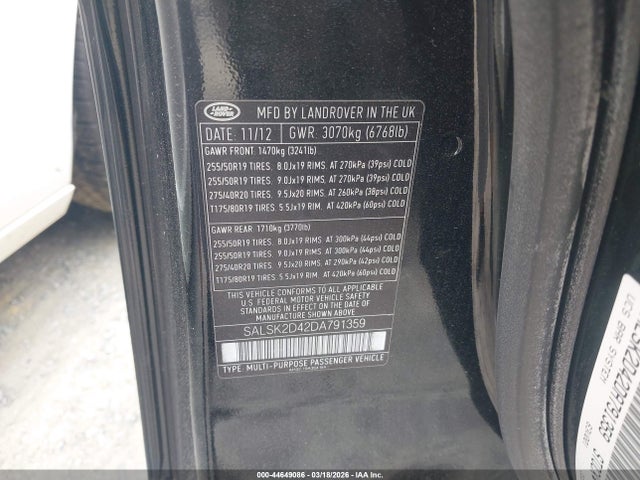 LAND ROVER
MFD BY LANDROVER IN THE UK
DATE: 11/12 GWR: 3070kg (6768lb)
GAWR FRONT: 1470kg (3241lb)
255/50R19 TIRES 8.0Jx19 RIMS, AT 270kPa (39psi) COLD
255/50R19 TIRES 9.0Jx19 RIMS, AT 270kPa (39psi) COLD
275/40R20 TIRES 9.5Jx20 RIMS, AT 260kPa (38psi) COLD
T175/80R19 TIRES 5.5Jx19 RIM, AT 420kPa (60psi) COLD
GAWR REAR: 1710kg (3770lb)
255/50R19 TIRES 8.0Jx19 RIMS, AT 300kPa (44psi) COLD
255/50R19 TIRES 9.0Jx19 RIMS, AT 300kPa (44psi) COLD
275/40R20 TIRES 9.5Jx20 RIMS, AT 290kPa (42psi) COLD
T175/80R19 TIRES 5.5Jx19 RIM, AT 420kPa (60psi) COLD
THIS VEHICLE CONFORMS TO ALL APPLICABLE
U.S. FEDERAL MOTOR VEHICLE SAFETY
STANDARDS IN EFFECT ON THE DATE OF
MANUFACTURE SHOWN ABOVE.
SALSK2D42DA791359
TYPE: MULTI-PURPOSE PASSENGER VEHICLE
00-44649086 - 03/18/2026 - IAA Inc.